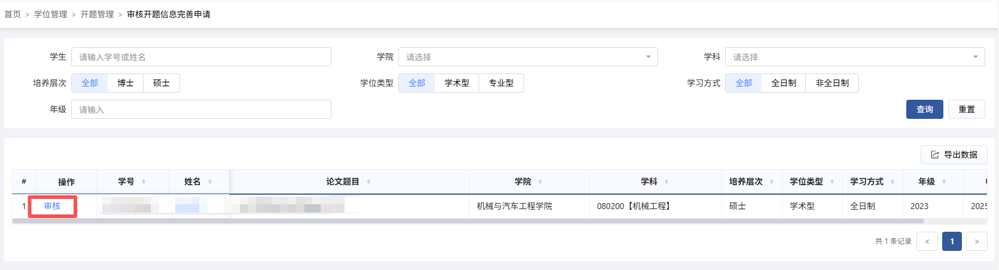 首页 > 学位管理 > 开题管理 > 审核开题信息完善申请
学生 请输入学号或姓名 学院 请选择 学科 请选择
培养层次 全部 博士 硕士 学位类型 全部 学术型 专业型 学习方式 全部 全日制 非全日制
年级 请输入 查询 重置
导出数据
# 操作 学号 姓名 论文题目 学院 学科 培养层次 学位类型 学习方式 年级
1 审核 机械与汽车工程学院 080200【机械工程】 硕士 学术型 全日制 2023 2025
共 1 条记录 < 1 >